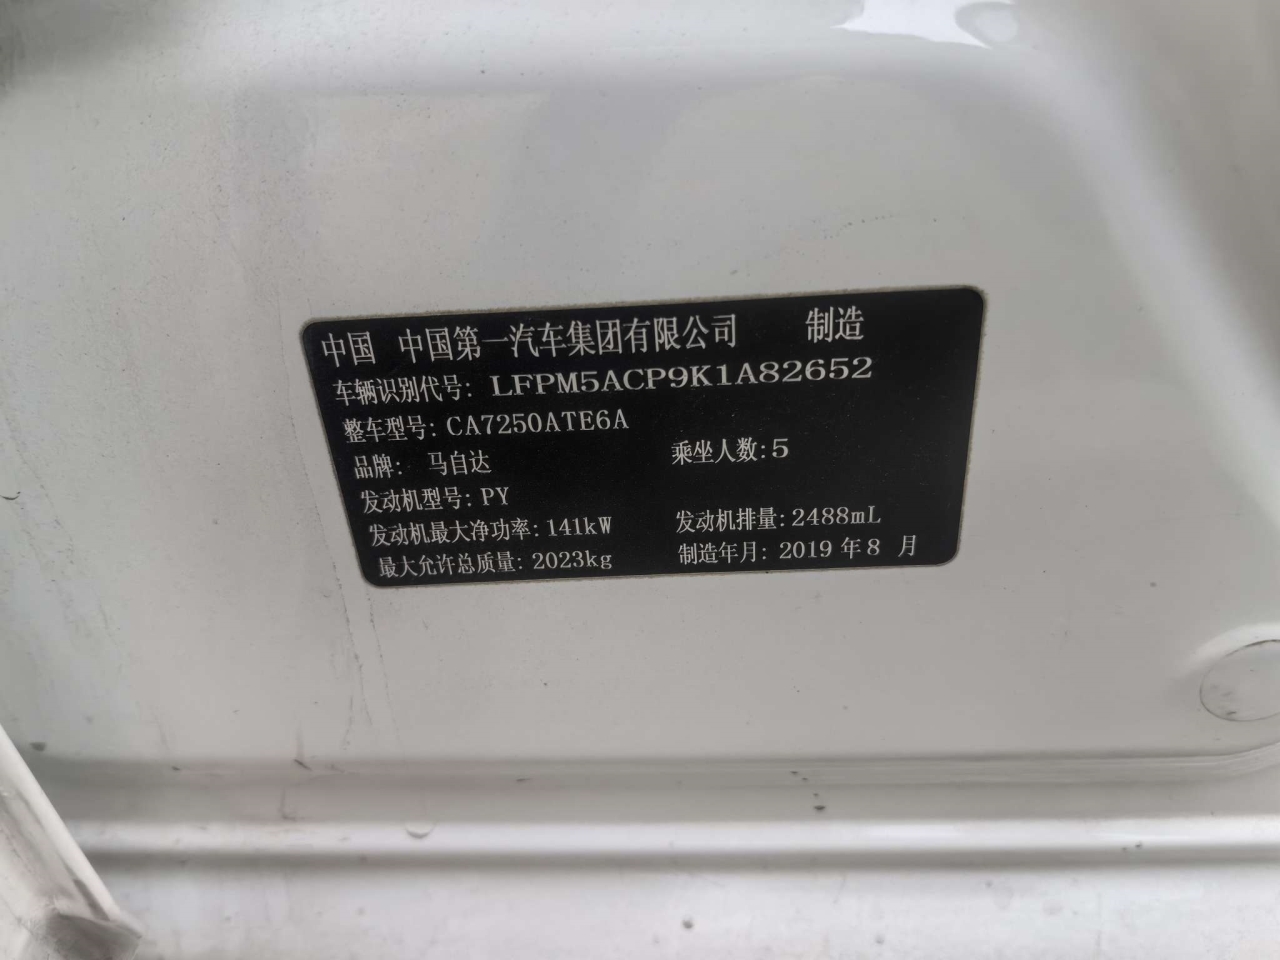 中国 中国第一汽车集团有限公司 制造
车辆识别代号: LFPM5ACP9K1A82652
整车型号: CA7250ATE6A
品牌: 马自达 乘坐人数: 5
发动机型号: PY
发动机最大净功率: 141kW 发动机排量: 2488mL
最大允许总质量: 2023kg 制造年月: 2019 年 8 月